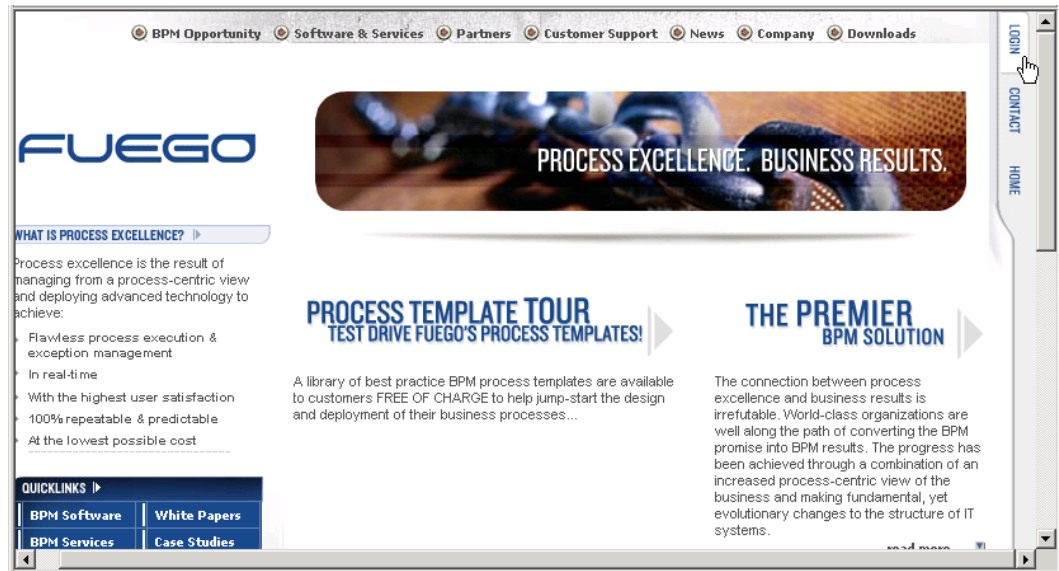 BPM Opportunity Software & Services Partners Customer Support News Company Downloads
LOGIN
CONTACT
HOME
FUEGO
PROCESS EXCELLENCE. BUSINESS RESULTS.
WHAT IS PROCESS EXCELLENCE?
Process excellence is the result of
managing from a process-centric view
and deploying advanced technology to
achieve:
Flawless process execution &
exception management
In real-time
With the highest user satisfaction
100% repeatable & predictable
At the lowest possible cost
QUICKLINKS
BPM Software White Papers
BPM Services Case Studies
PROCESS TEMPLATE TOUR
TEST DRIVE FUEGO'S PROCESS TEMPLATES!
A library of best practice BPM process templates are available
to customers FREE OF CHARGE to help jump-start the design
and deployment of their business processes...
THE PREMIER
BPM SOLUTION
The connection between process
excellence and business results is
irrefutable. World-class organizations are
well along the path of converting the BPM
promise into BPM results. The progress has
been achieved through a combination of an
increased process-centric view of the
business and making fundamental, yet
evolutionary changes to the structure of IT
systems.
read more